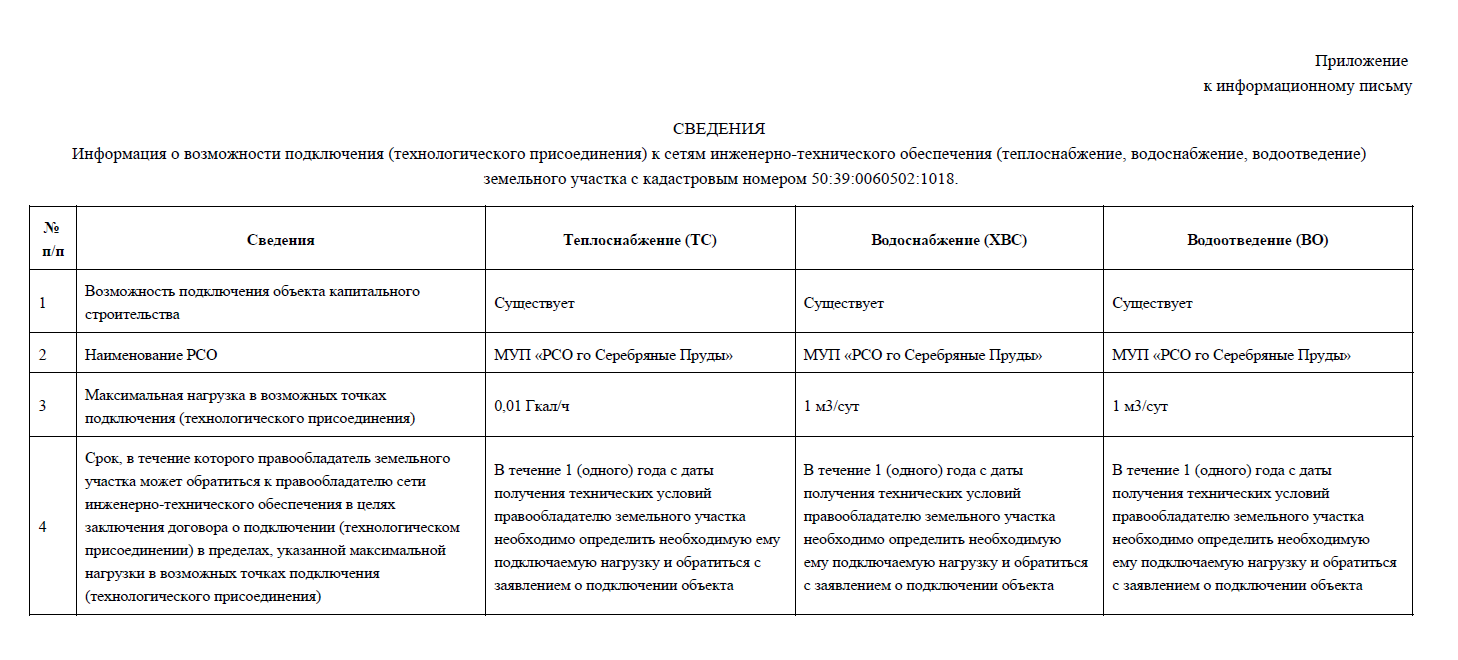 Приложение
к информационному письму
СВЕДЕНИЯ
Информация о возможности подключения (технологического присоединения) к сетям инженерно-технического обеспечения (теплоснабжение, водоснабжение, водоотведение)
земельного участка с кадастровым номером 50:39:0060502:1018.
№
п/п
Сведения
Теплоснабжение (ТС)
Водоснабжение (ХВС)
Водоотведение (ВО)
1
Возможность подключения объекта капитального
строительства
Существует
Существует
Существует
2
Наименование РСО
МУП «РСО го Серебряные Пруды»
МУП «РСО го Серебряные Пруды»
МУП «РСО го Серебряные Пруды»
3
Максимальная нагрузка в возможных точках
подключения (технологического присоединения)
0,01 Гкал/ч
1 м3/сут
1 м3/сут
4
Срок, в течение которого правообладатель земельного
участка может обратиться к правообладателю сети
инженерно-технического обеспечения в целях
заключения договора о подключении (технологическом
присоединении) в пределах, указанной максимальной
нагрузки в возможных точках подключения
(технологического присоединения)
В течение 1 (одного) года с даты
получения технических условий
правообладателю земельного участка
необходимо определить необходимую ему
подключаемую нагрузку и обратиться с
заявлением о подключении объекта
В течение 1 (одного) года с даты
получения технических условий
правообладателю земельного участка
необходимо определить необходимую
ему подключаемую нагрузку и обратиться
с заявлением о подключении объекта
В течение 1 (одного) года с даты
получения технических условий
правообладателю земельного участка
необходимо определить необходимую
ему подключаемую нагрузку и обратиться
с заявлением о подключении объекта